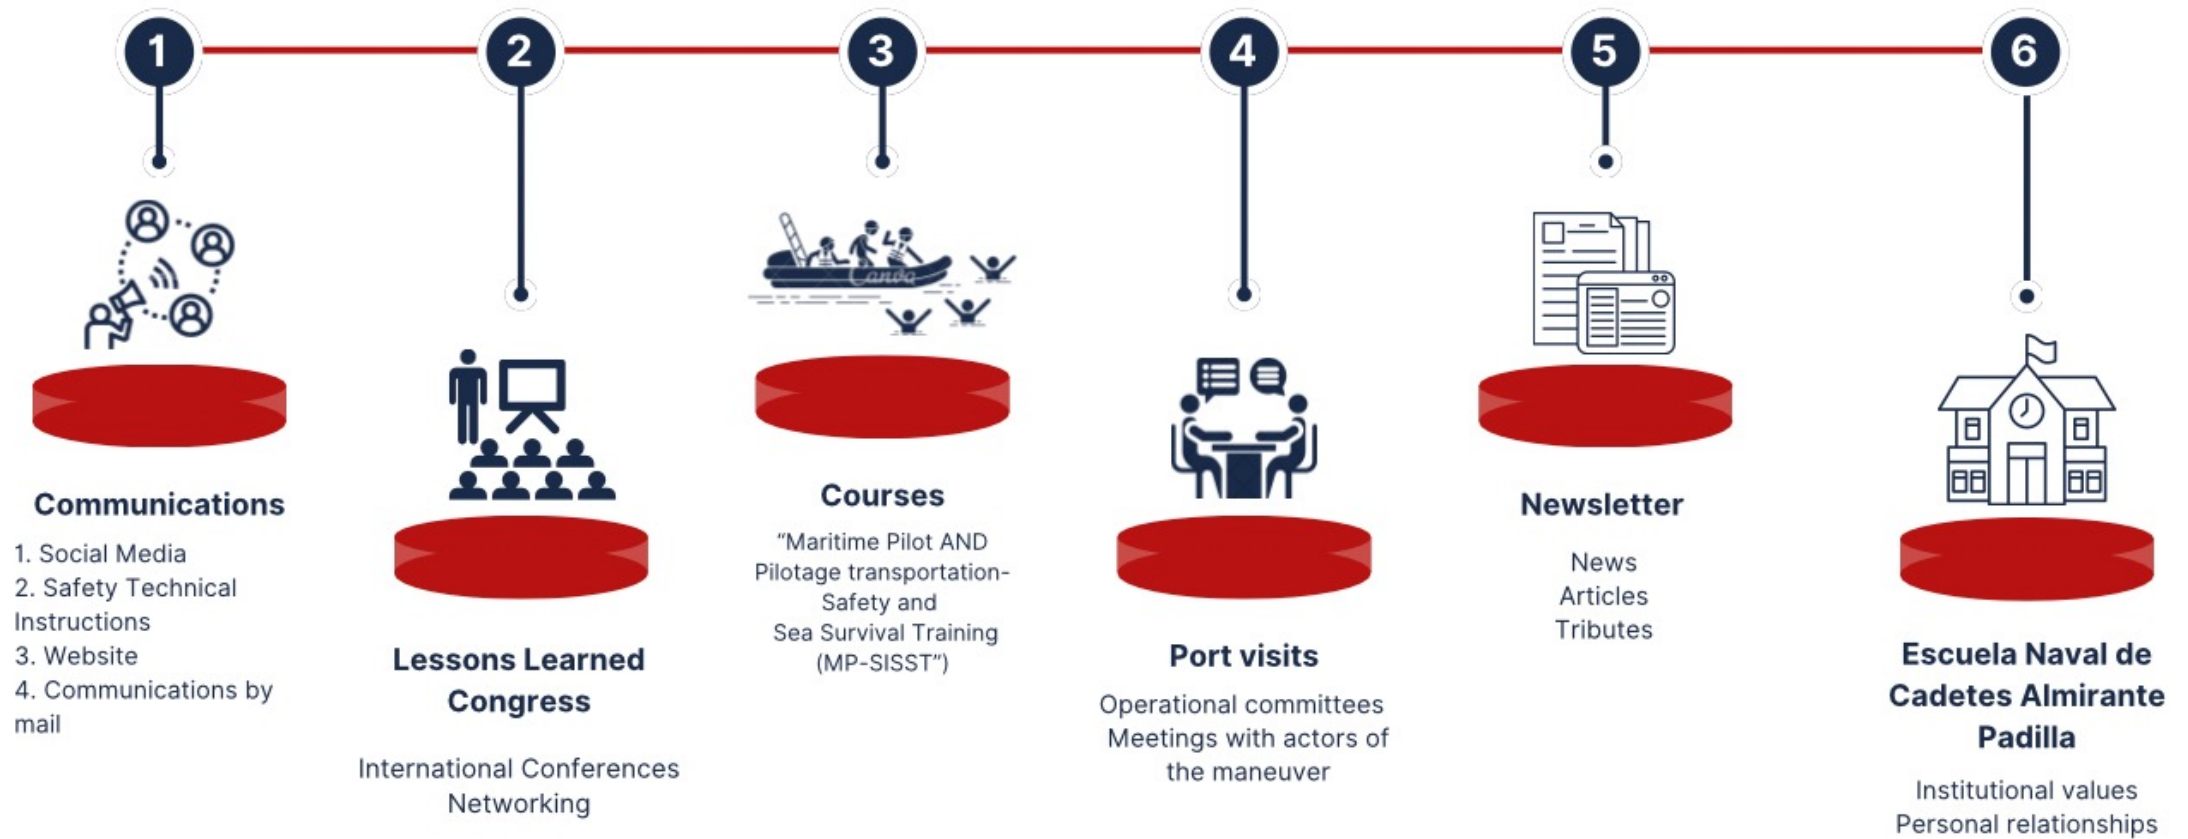 1
2
3
4
5
6
Communications
1. Social Media
2. Safety Technical
Instructions
3. Website
4. Communications by
mail
Lessons Learned
Congress
International Conferences
Networking
Canva
Courses
“Maritime Pilot AND
Pilotage transportation-
Safety and
Sea Survival Training
(MP-SISST”)
Port visits
Operational committees
Meetings with actors of
the maneuver
Newsletter
News
Articles
Tributes
Escuela Naval de
Cadetes Almirante
Padilla
Institutional values
Personal relationships